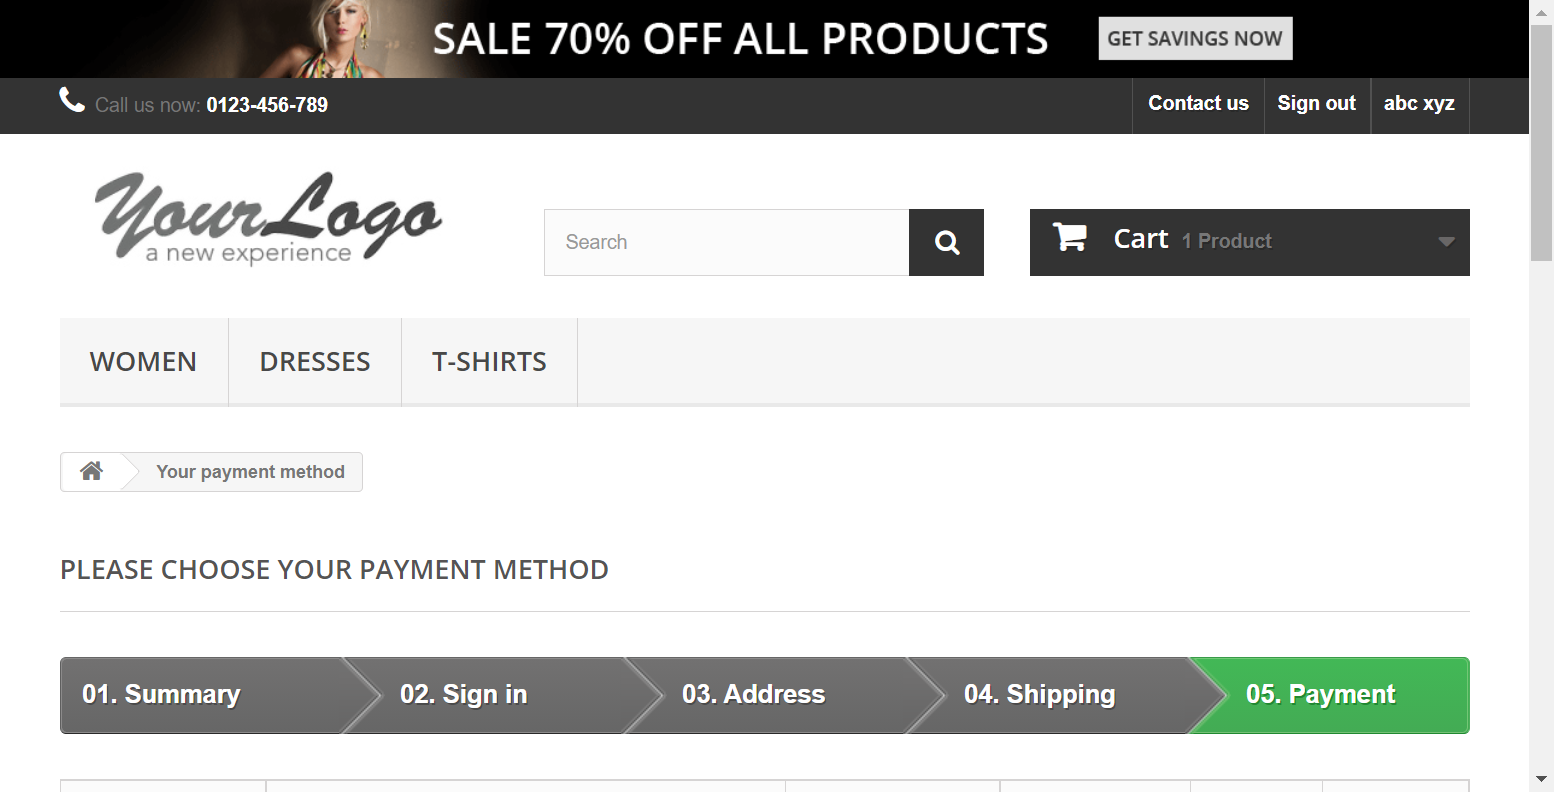 SALE 70% OFF ALL PRODUCTS GET SAVINGS NOW
Call us now: 0123-456-789 Contact us Sign out abc xyz
YourLogo
a new experience
Search
Cart 1 Product
WOMEN DRESSES T-SHIRTS
Your payment method
PLEASE CHOOSE YOUR PAYMENT METHOD
01. Summary 02. Sign in 03. Address 04. Shipping 05. Payment